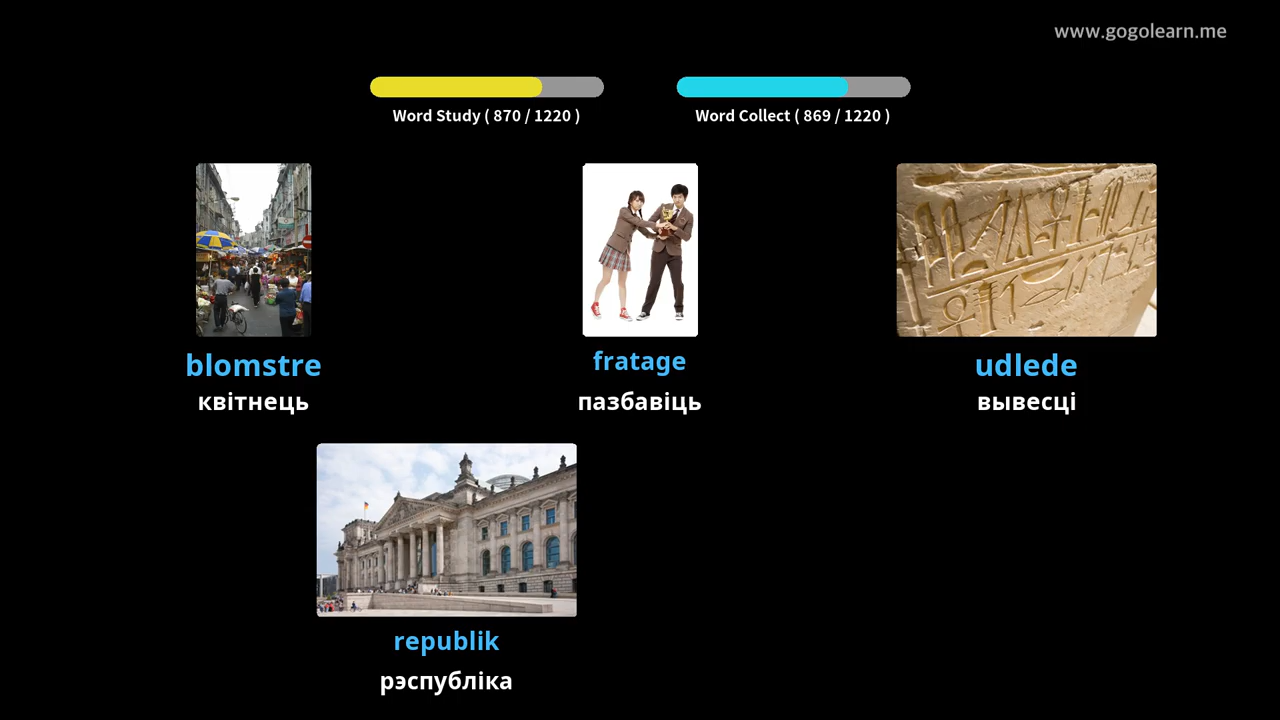 www.gogolearn.me
Word Study ( 870 / 1220 )
Word Collect ( 869 / 1220 )
blomstre
квітнець
fratage
пазбавіць
udlede
вывесці
republik
рэспубліка